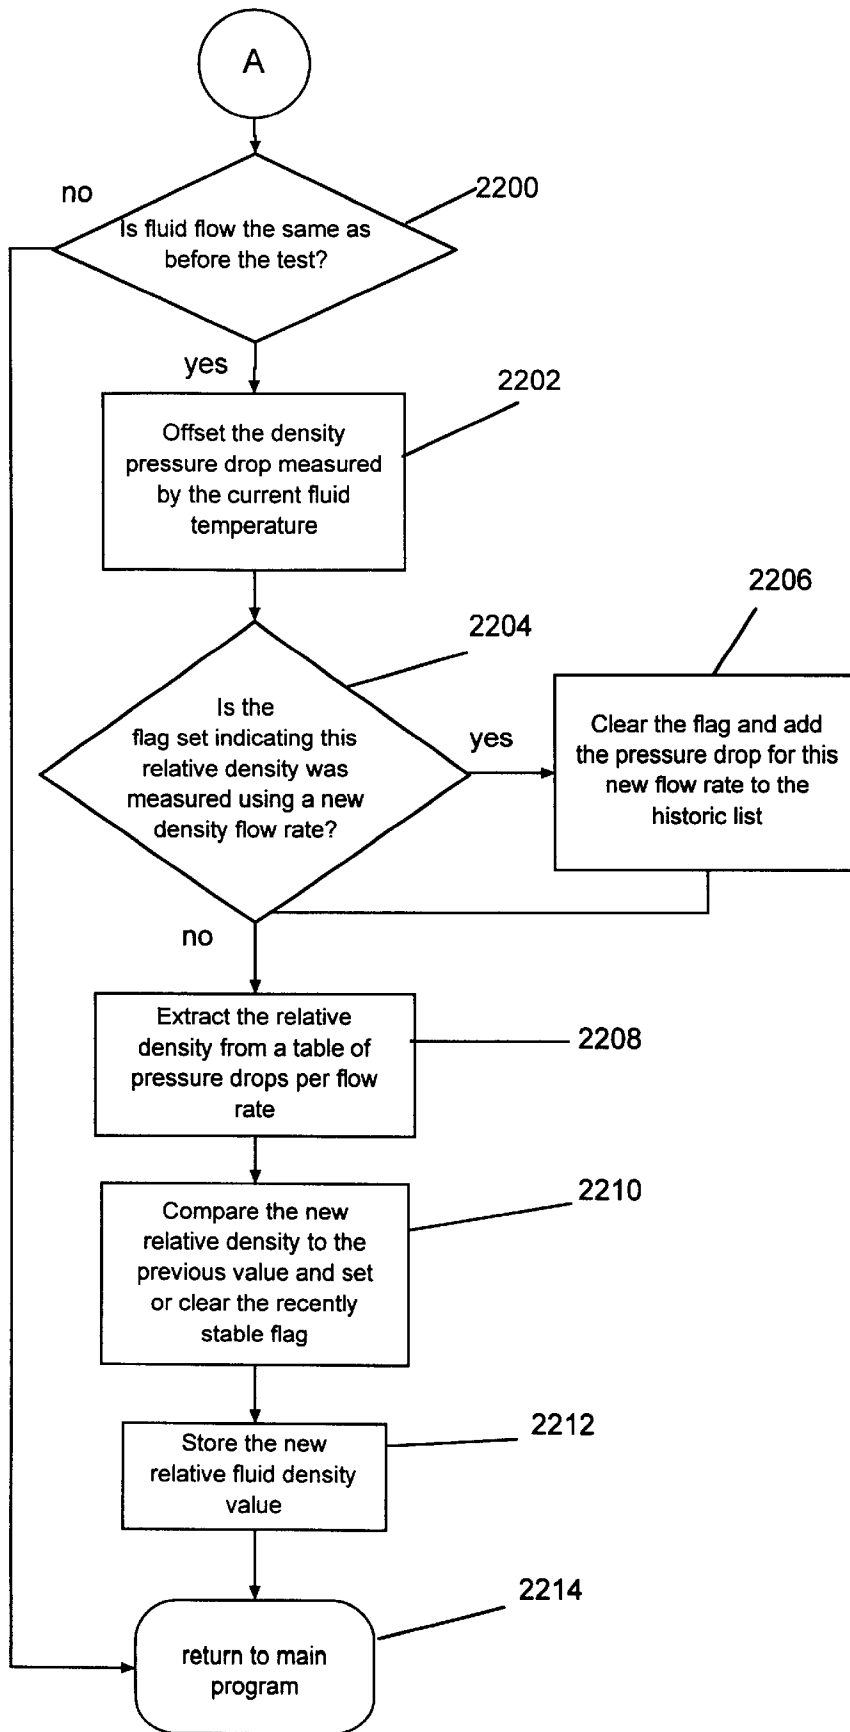 A
no
2200
Is fluid flow the same as
before the test?
yes
2202
Offset the density
pressure drop measured
by the current fluid
temperature
2206
2204
Is the
flag set indicating this
relative density was
measured using a new
density flow rate?
yes
Clear the flag and add
the pressure drop for this
new flow rate to the
historic list
no
Extract the relative
density from a table of
pressure drops per flow
rate
2208
2210
Compare the new
relative density to the
previous value and set
or clear the recently
stable flag
2212
Store the new
relative fluid density
value
2214
return to main
program